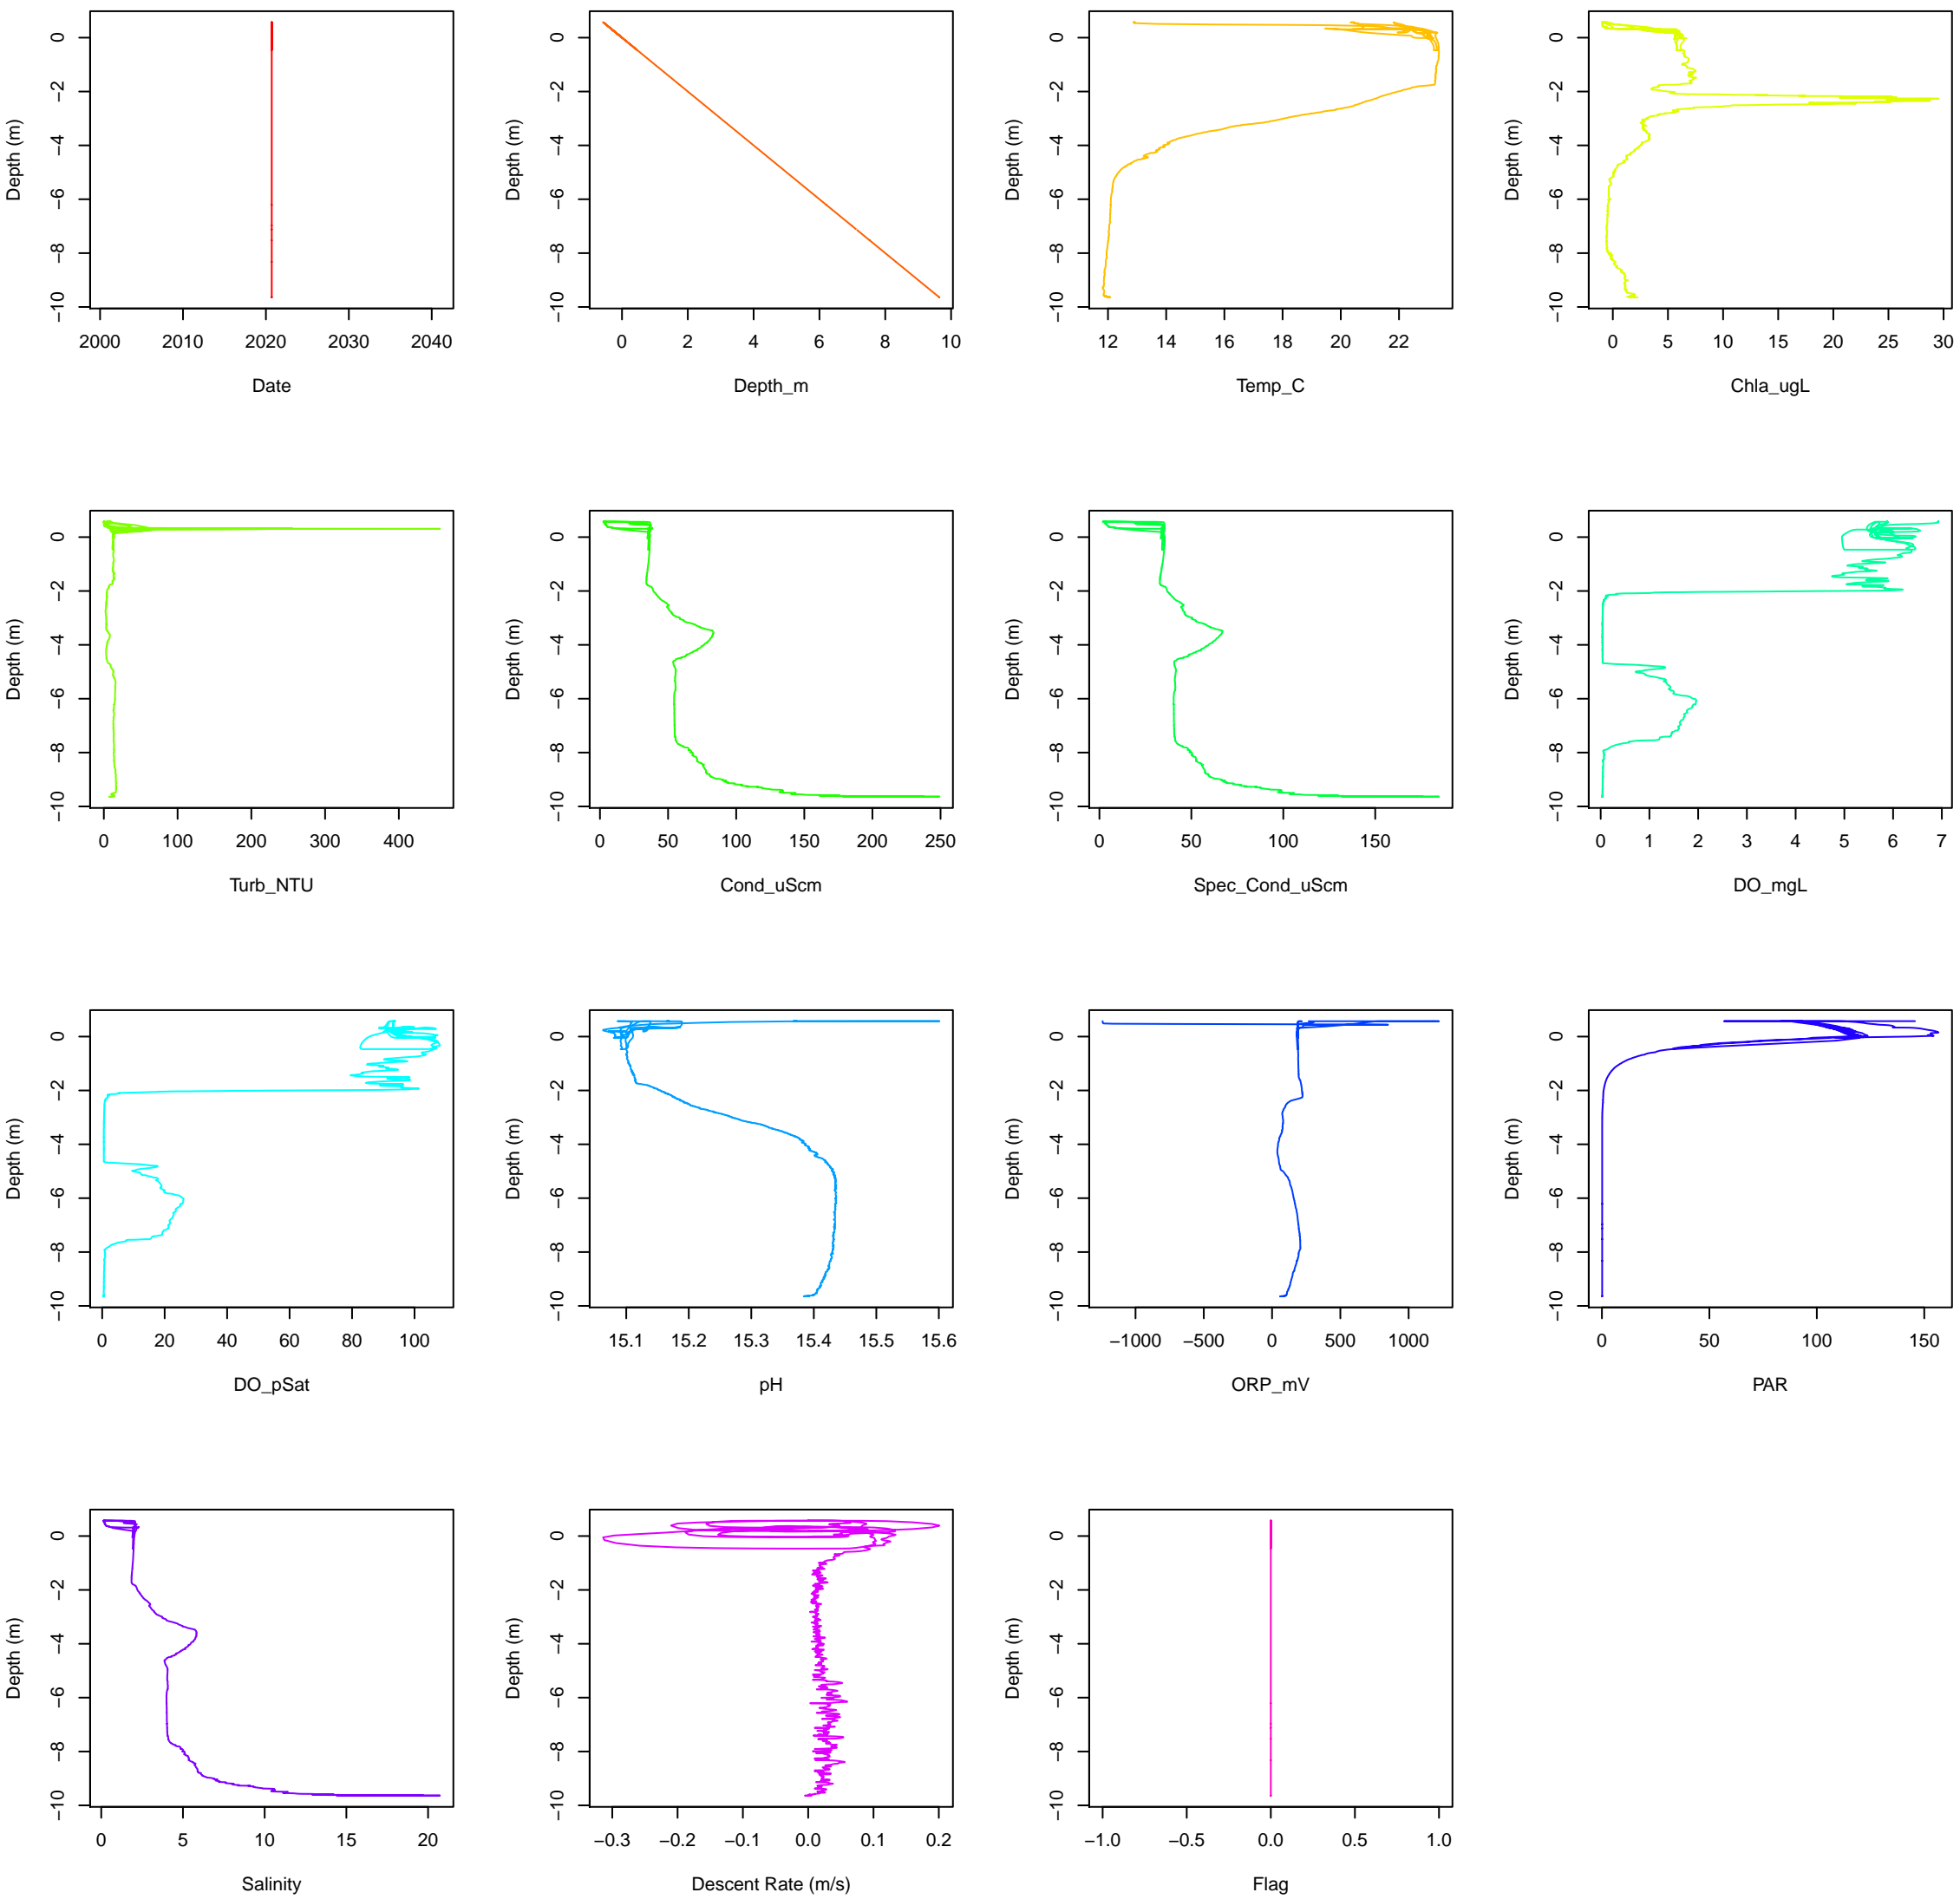 Depth (m)
−10 −8 −6 −4 −2 0
2000 2010 2020 2030 2040
Date
Depth (m)
−10 −8 −6 −4 −2 0
0 2 4 6 8 10
Depth_m
Depth (m)
−10 −8 −6 −4 −2 0
12 14 16 18 20 22
Temp_C
Depth (m)
−10 −8 −6 −4 −2 0
0 5 10 15 20 25 30
Chla_ugL
Depth (m)
−10 −8 −6 −4 −2 0
0 100 200 300 400
Turb_NTU
Depth (m)
−10 −8 −6 −4 −2 0
0 50 100 150 200 250
Cond_uScm
Depth (m)
−10 −8 −6 −4 −2 0
0 50 100 150
Spec_Cond_uScm
Depth (m)
−10 −8 −6 −4 −2 0
0 1 2 3 4 5 6 7
DO_mgL
Depth (m)
−10 −8 −6 −4 −2 0
0 20 40 60 80 100
DO_pSat
Depth (m)
−10 −8 −6 −4 −2 0
15.1 15.2 15.3 15.4 15.5 15.6
pH
Depth (m)
−10 −8 −6 −4 −2 0
−1000 −500 0 500 1000
ORP_mV
Depth (m)
−10 −8 −6 −4 −2 0
0 50 100 150
PAR
Depth (m)
−10 −8 −6 −4 −2 0
0 5 10 15 20
Salinity
Depth (m)
−10 −8 −6 −4 −2 0
−0.3 −0.2 −0.1 0.0 0.1 0.2
Descent Rate (m/s)
Depth (m)
−10 −8 −6 −4 −2 0
−1.0 −0.5 0.0 0.5 1.0
Flag